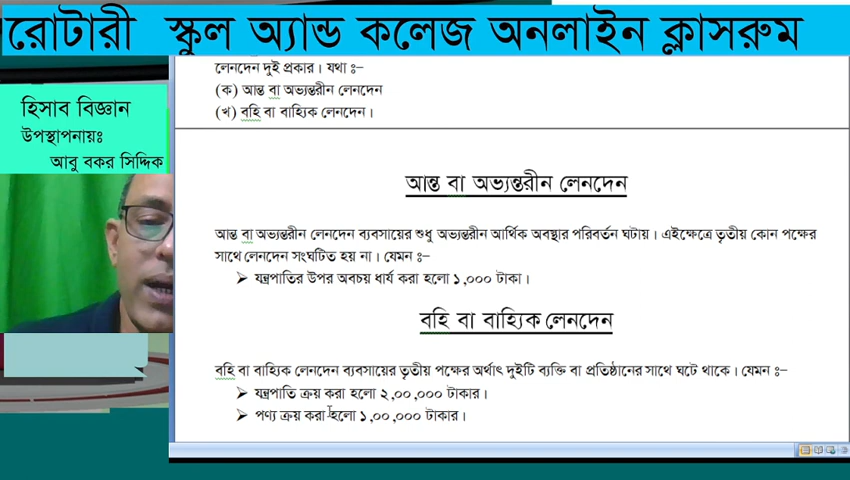 রোটারী স্কুল অ্যান্ড কলেজ অনলাইন ক্লাসরুম
হিসাব বিজ্ঞান
উপস্থাপনায়ঃ
আবু বকর সিদ্দিক
লেনদেন দুই প্রকার। যথা ঃ-
(ক) আন্ত বা অভ্যন্তরীন লেনদেন
(খ) বহি বা বাহ্যিক লেনদেন।
আন্ত বা অভ্যন্তরীন লেনদেন
আন্ত বা অভ্যন্তরীন লেনদেন ব্যবসায়ের শুধু অভ্যন্তরীন আর্থিক অবস্থার পরিবর্তন ঘটায়। এইক্ষেত্রে তৃতীয় কোন পক্ষের
সাথে লেনদেন সংঘটিত হয় না। যেমন ঃ-
➢ যন্ত্রপাতির উপর অবচয় ধার্য করা হলো ১,০০০ টাকা।
বহি বা বাহ্যিক লেনদেন
বহি বা বাহ্যিক লেনদেন ব্যবসায়ের তৃতীয় পক্ষের অর্থাৎ দুইটি ব্যক্তি বা প্রতিষ্ঠানের সাথে ঘটে থাকে। যেমন ঃ-
➢ যন্ত্রপাতি ক্রয় করা হলো ২,০০,০০০ টাকার।
➢ পণ্য ক্রয় করা হলো ১,০০,০০০ টাকার।